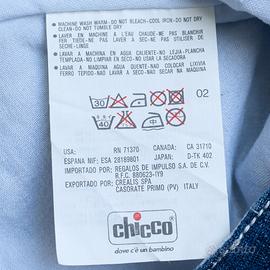 • MACHINE WASH WARM-DO NOT BLEACH-COOL IRON-DO NOT DRY
CLEAN-DO NOT TUMBLE DRY
• LAVER EN MACHINE A L'EAU CHAUDE-NE PAS BLANCHIR
FER TIEDE-NE PAS LAVER A SEC-NE PAS UTILISER DE
SECHE-LINGE
• LAVAR A MAQUINA EN AGUA CALIENTE-NO LEJIA-PLANCHA
TEMPLADA-NO LIMPIAR EN SECO-NO USAR LA SECADORA
• LAVAR A MAQUINA AGUA QUENTE-NAO COLOCAR LIXIVIA
FERRO TEPIDO-NAO LAVAR A SECO-NAO
30 02
40
USA: RN 71370 CANADA: CA 31710
ESPANA NIF: ESA 28189801 JAPAN: D-TK 402
IMPORTADO POR: REGALOS DE IMPULSO S.A. DE C.V.
R.F.C. 880623-IY9
EXPORTADO POR: CREALIS SPA
CASORATE PRIMO (PV) ITALY
chicco
dove c'è un bambino
subito